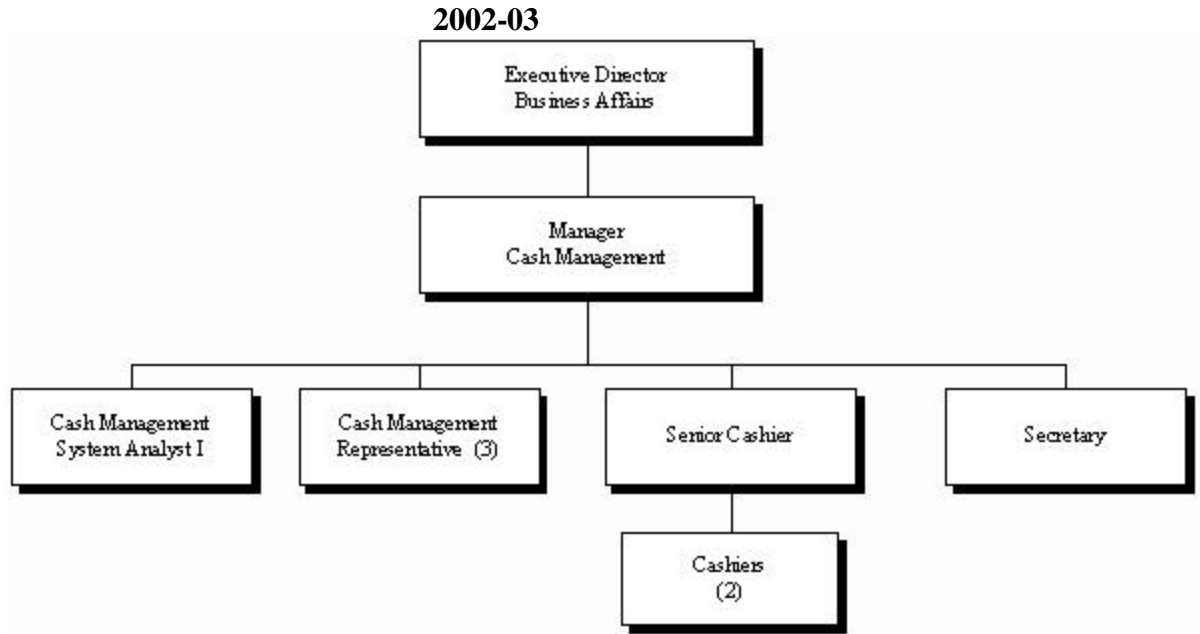 2002-03
Executive Director
Business Affairs
Manager
Cash Management
Cash Management
System Analyst I
Cash Management
Representative (3)
Senior Cashier
Secretary
Cashiers
(2)